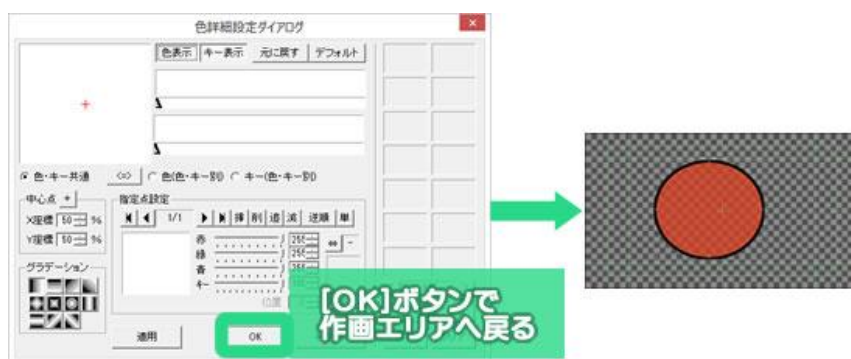 色詳細設定ダイアログ
色表示 キー表示 元に戻す デフォルト
色・キー共通 <=> 色(色・キー別) キー(色・キー別)
中心点 +
X座標 50 %
Y座標 50 %
グラデーション
指定点設定
1/1 挿 削 追 減 逆順 単
赤 255
緑 255
青 255
キー
位置
適用
OK
[OK]ボタンで
作画エリアへ戻る